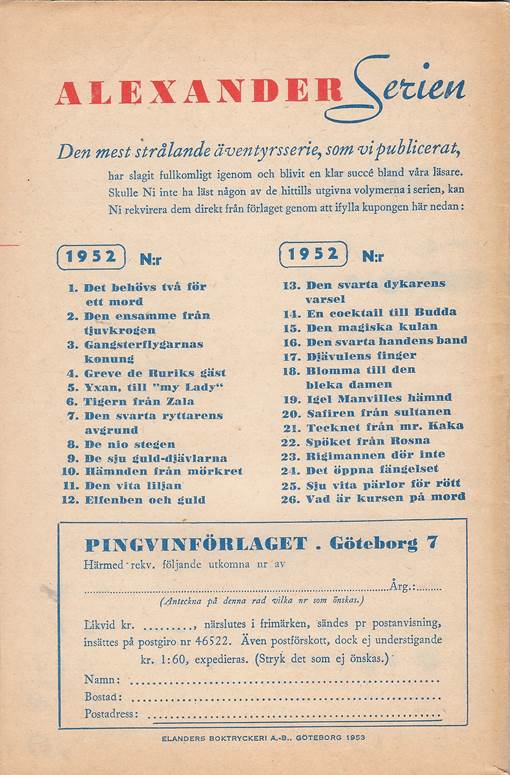 ALEXANDER Serien
Den mest strålande äventyrsserie, som vi publicerat,
har slagit fullkomligt igenom och blivit en klar succé bland våra läsare.
Skulle Ni inte ha läst någon av de hittills utgivna volymerna i serien, kan
Ni rekvirera dem direkt från förlaget genom att ifylla kupongen här nedan:
1952 N:r
1. Det behövs två för
ett mord
2. Den ensamme från
tjuvkrogen
3. Gangsterflygarnas
konung
4. Greve de Ruriks gäst
5. Yxan, till "my Lady"
6. Tigern från Zala
7. Den svarta ryttarens
avgrund
8. De nio stegen
9. De sju guld-djävlarna
10. Hämnden från mörkret
11. Den vita liljan
12. Elfenben och guld
1952 N:r
13. Den svarta dykarens
varsel
14. En cocktail till Budda
15. Den magiska kulan
16. Den svarta handens band
17. Djävulens finger
18. Blomma till den
bleka damen
19. Igel Manvilles hämnd
20. Safiren från sultanen
21. Tecknet från mr. Kaka
22. Spöket från Rosna
23. Rigimannen dör inte
24. Det öppna fängelset
25. Sju vita pärlor för rött
26. Vad är kursen på mord
PINGVINFÖRLAGET . Göteborg 7
Härmed rekv. följande utkomna nr av
Årg.:
(Anteckna på denna rad vilka nr som önskas.)
Likvid kr. ........., närslutes i frimärken, sändes pr postanvisning,
insättes på postgiro nr 46522. Även postförskott, dock ej understigande
kr. 1:60, expedieras. (Stryk det som ej önskas.)
Namn:
Bostad:
Postadress:
ELANDERS BOKTRYCKERI A.-B., GÖTEBORG 1953